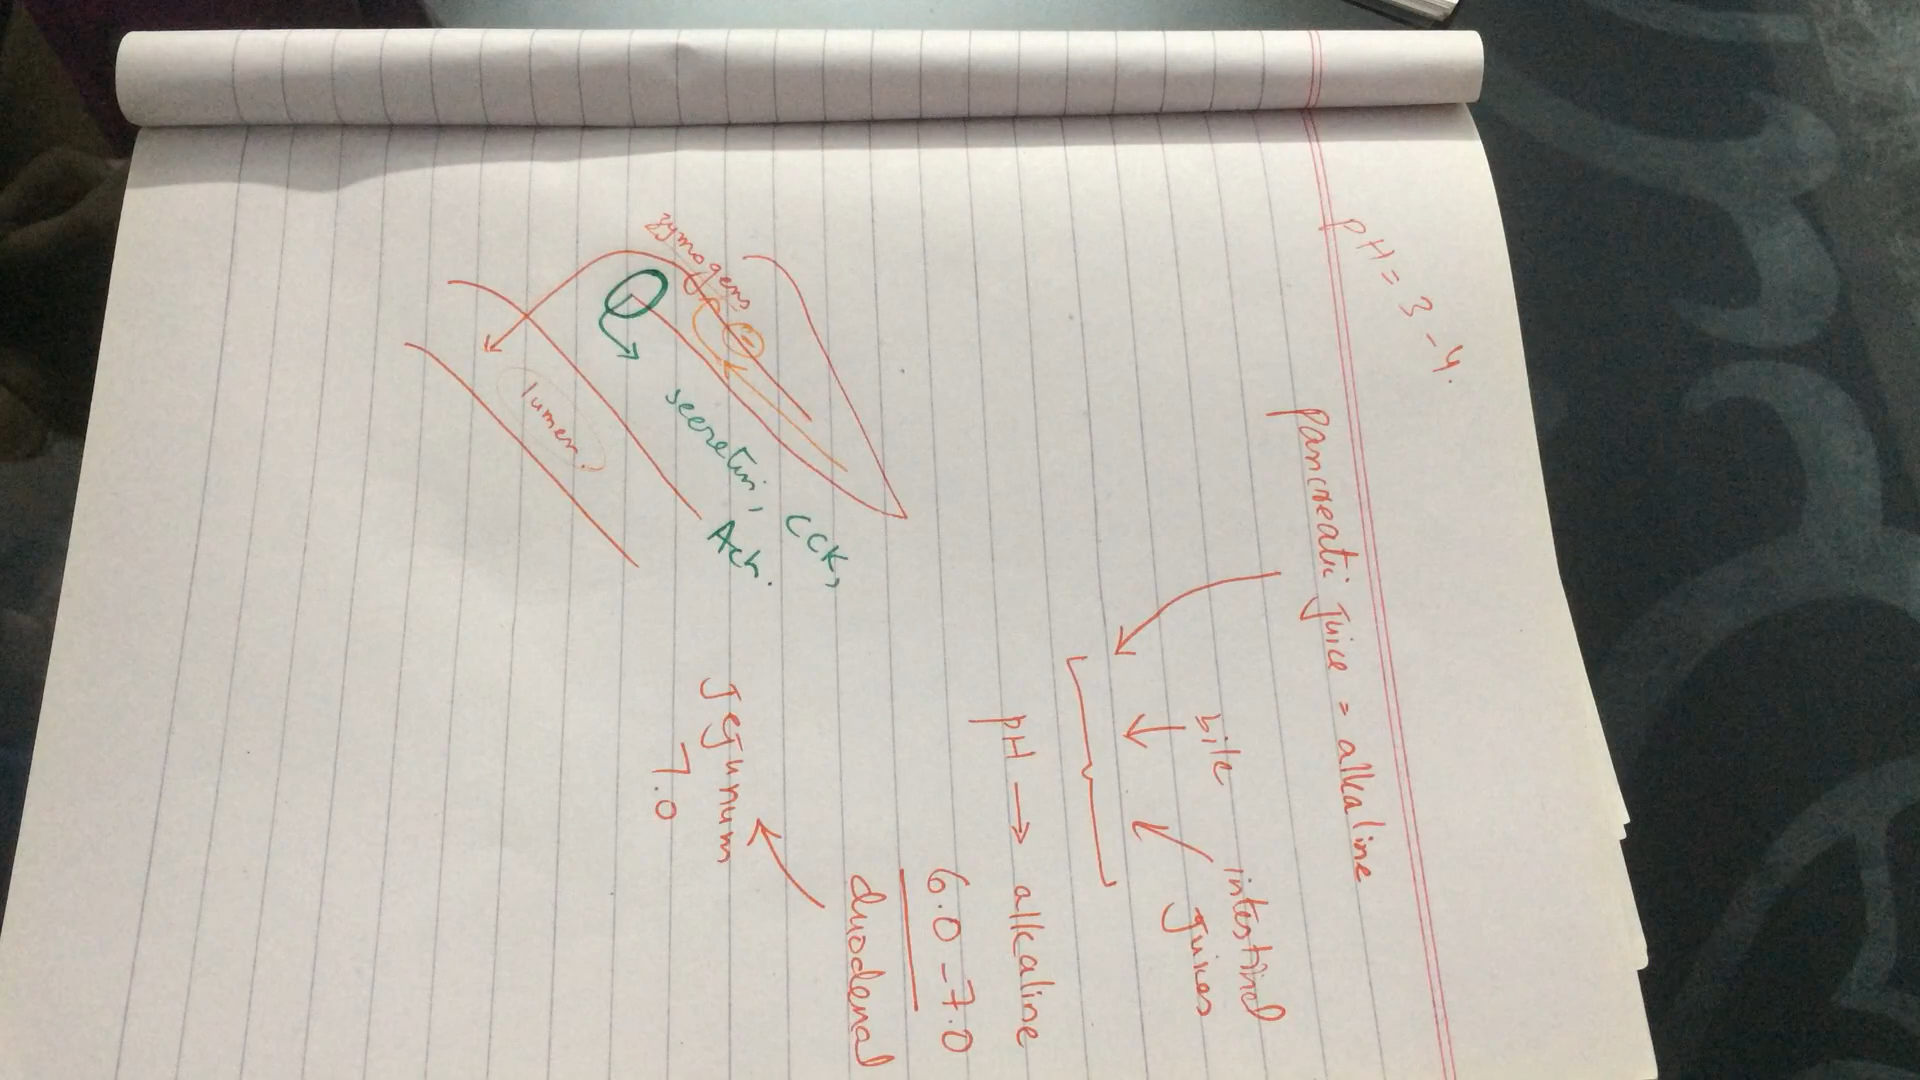 pH = 3 - 4.
pancreatic juice = alkaline
bile
intestinal
juices
pH → alkaline
6.0 - 7.0
duodenal
Jejunum
7.0
zymogens
secretin, CCK,
Ach.
lumen.